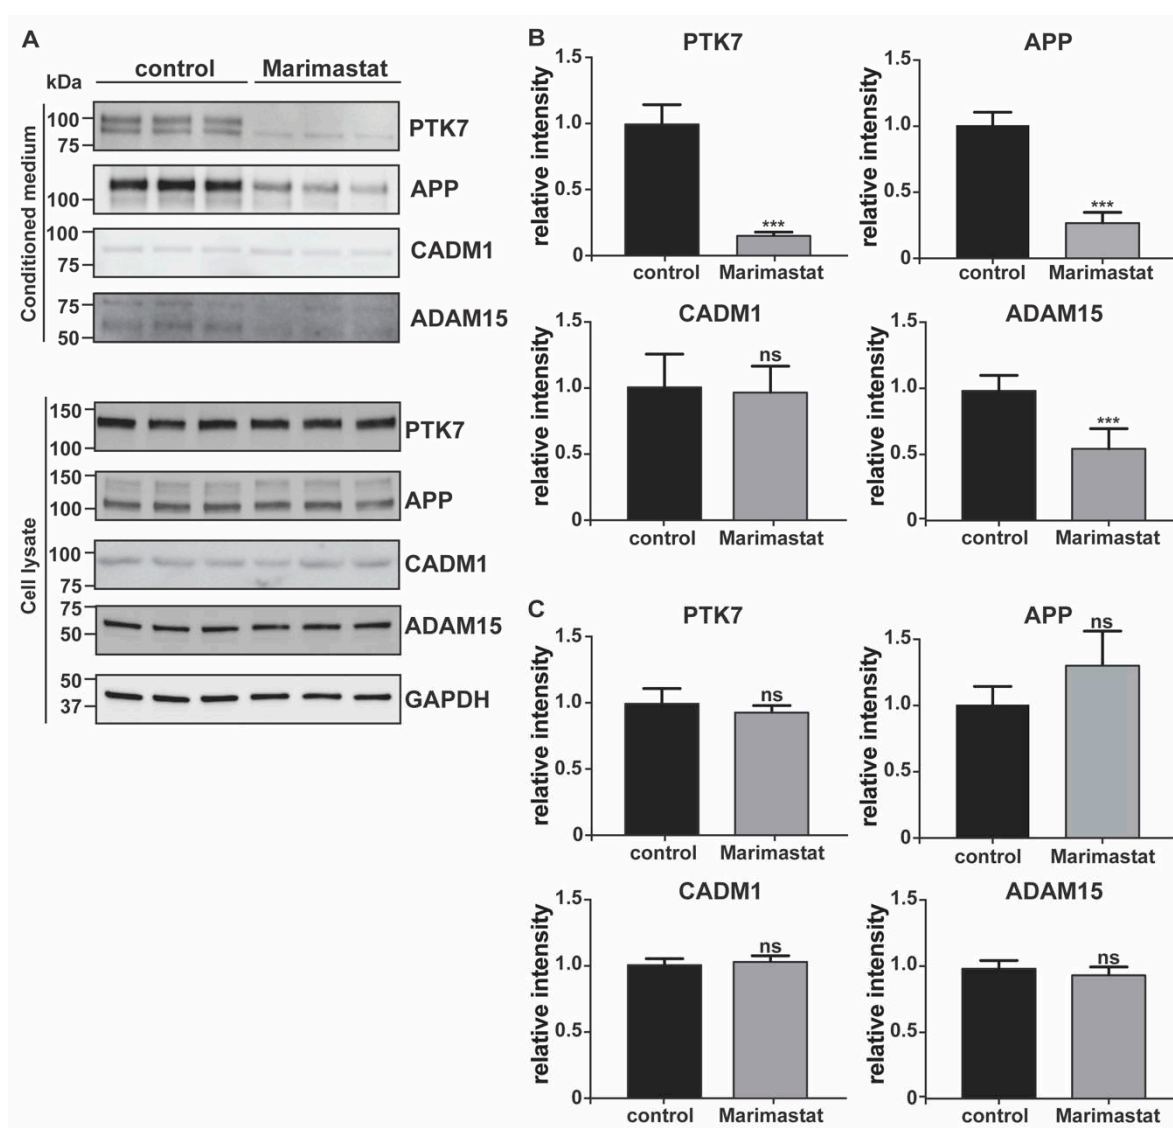 A
control Marimastat
kDa
Conditioned medium
100
75
PTK7
100
APP
100
75
CADM1
75
50
ADAM15
Cell lysate
150
100
PTK7
150
100
APP
100
75
CADM1
75
50
ADAM15
50
37
GAPDH
B
PTK7
relative intensity
1.5
1.0
0.5
0
***
control Marimastat
APP
relative intensity
1.5
1.0
0.5
0
***
control Marimastat
CADM1
relative intensity
1.5
1.0
0.5
0
ns
control Marimastat
ADAM15
relative intensity
1.5
1.0
0.5
0
***
control Marimastat
C
PTK7
relative intensity
1.5
1.0
0.5
0
ns
control Marimastat
APP
relative intensity
1.5
1.0
0.5
0
ns
control Marimastat
CADM1
relative intensity
1.5
1.0
0.5
0
ns
control Marimastat
ADAM15
relative intensity
1.5
1.0
0.5
0
ns
control Marimastat